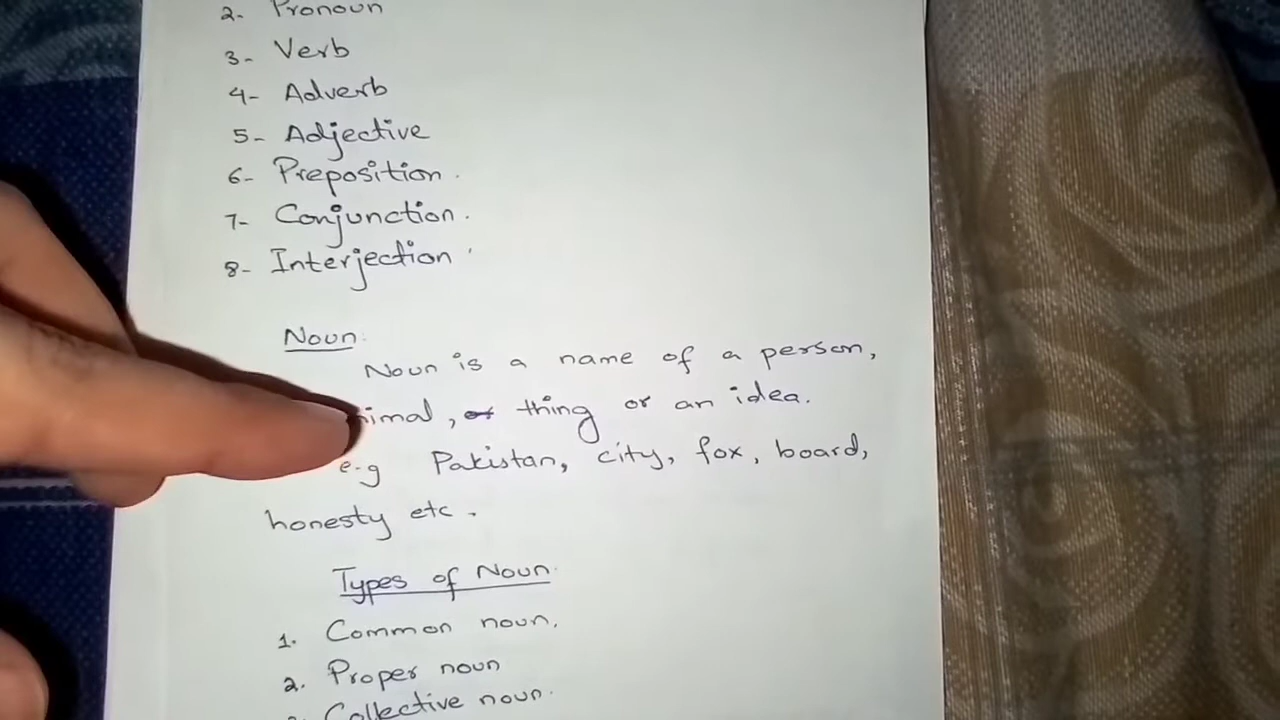 2. Pronoun
3- Verb
4- Adverb
5- Adjective
6- Preposition.
7- Conjunction.
8- Interjection
Noun.
Noun is a name of a person,
thing or an idea.
e.g Pakistan, city, fox, board,
honesty etc.
Types of Noun.
1. Common noun.
2. Proper noun
Collective noun.